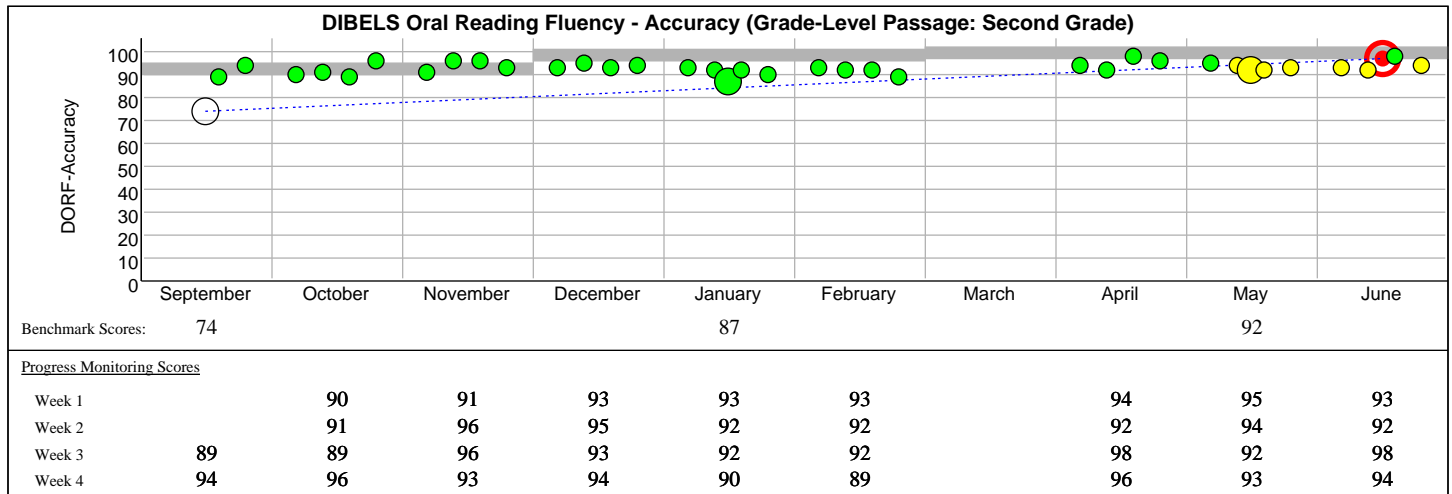 DIBELS Oral Reading Fluency - Accuracy (Grade-Level Passage: Second Grade)
DORF-Accuracy
100
90
80
70
60
50
40
30
20
10
0
September October November December January February March April May June
Benchmark Scores: 74 87 92
Progress Monitoring Scores
Week 1 90 91 93 93 93 94 95 93
Week 2 91 96 95 92 92 92 94 92
Week 3 89 89 96 93 92 92 98 92 98
Week 4 94 96 93 94 90 89 96 93 94